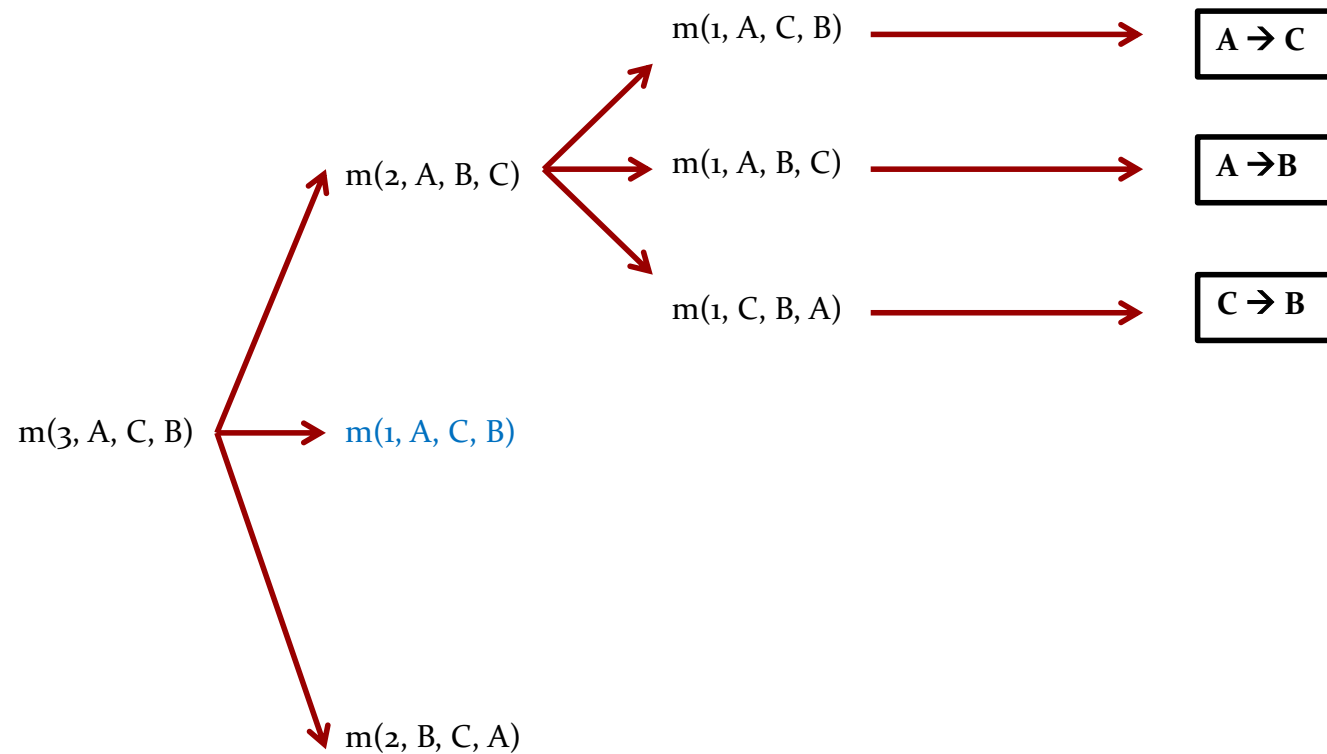 m(1, A, C, B)
A → C
m(2, A, B, C)
m(1, A, B, C)
A →B
m(1, C, B, A)
C → B
m(3, A, C, B)
m(1, A, C, B)
m(2, B, C, A)